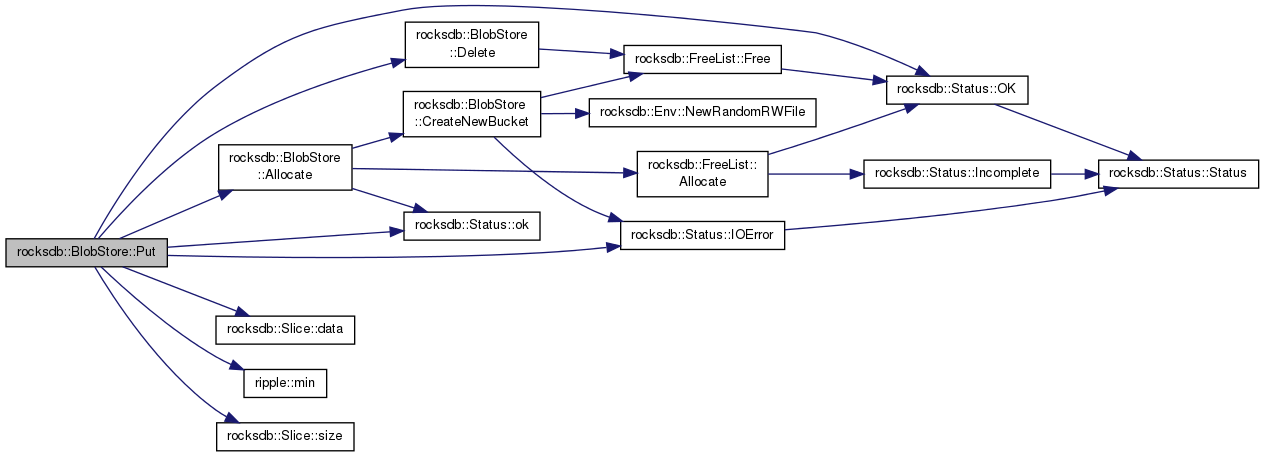 rocksdb::BlobStore::Put
rocksdb::BlobStore
::Delete
rocksdb::BlobStore
::CreateNewBucket
rocksdb::BlobStore
::Allocate
rocksdb::Status::ok
rocksdb::Slice::data
ripple::min
rocksdb::Slice::size
rocksdb::FreeList::Free
rocksdb::Env::NewRandomRWFile
rocksdb::FreeList::
Allocate
rocksdb::Status::IOError
rocksdb::Status::OK
rocksdb::Status::Incomplete
rocksdb::Status::Status